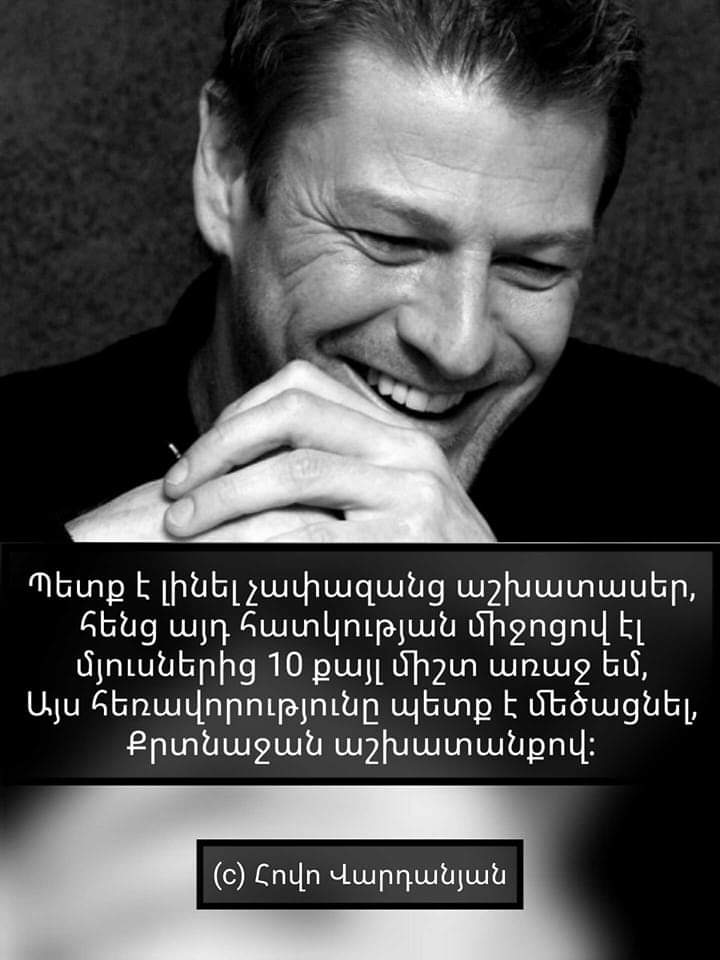 Պետք է լինել չափազանց աշխատասեր,
հենց այդ հատկության միջոցով էլ
մյուսներից 10 քայլ միշտ առաջ եմ,
Այս հեռավորությունը պետք է մեծացնել,
Քրտնաջան աշխատանքով:
(c) Հովո Վարդանյան